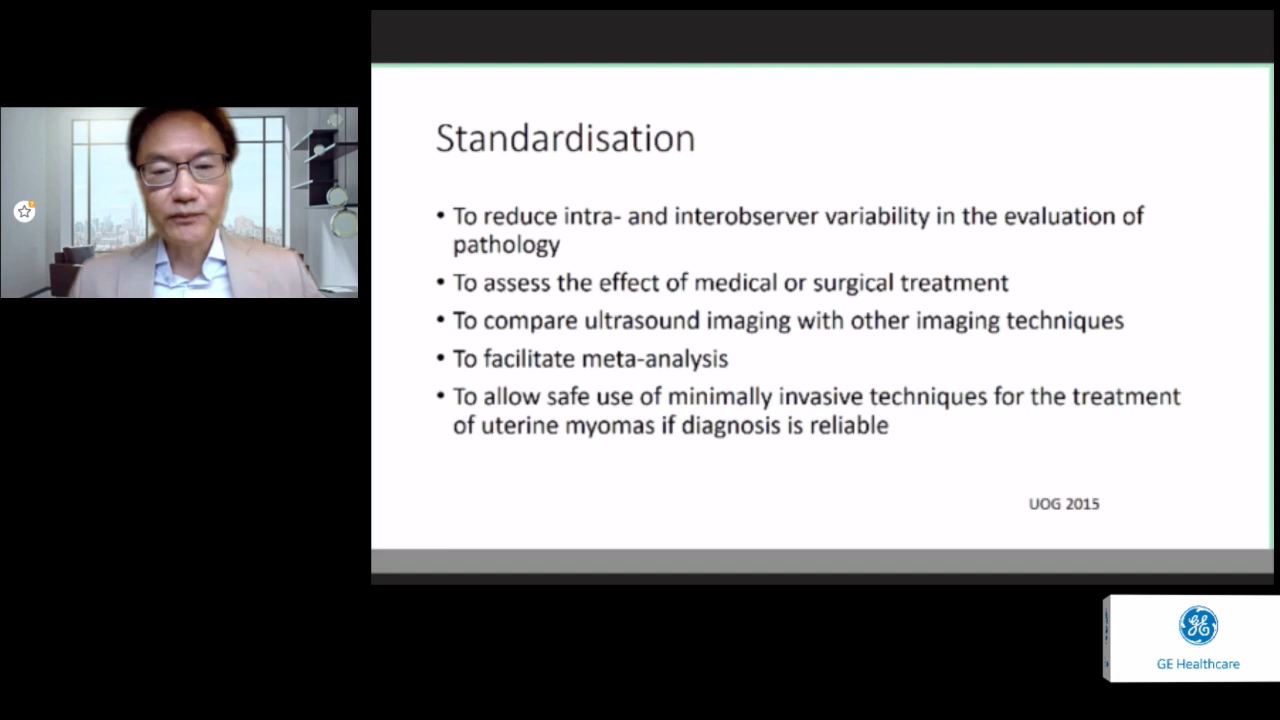 Standardisation
• To reduce intra- and interobserver variability in the evaluation of
pathology
• To assess the effect of medical or surgical treatment
• To compare ultrasound imaging with other imaging techniques
• To facilitate meta-analysis
• To allow safe use of minimally invasive techniques for the treatment
of uterine myomas if diagnosis is reliable
UOG 2015
GE Healthcare